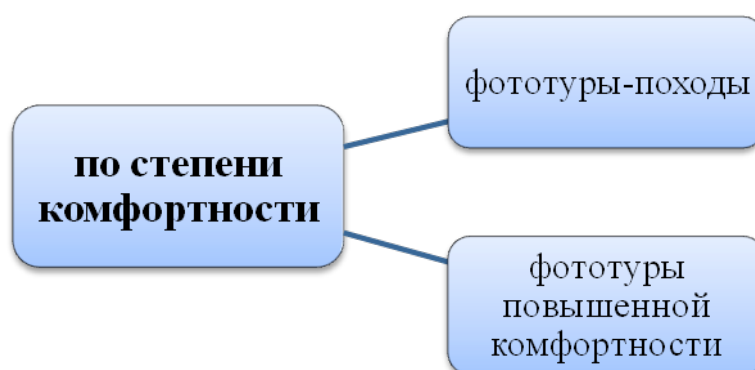 по степени
комфортности
фототуры-походы
фототуры
повышенной
комфортности